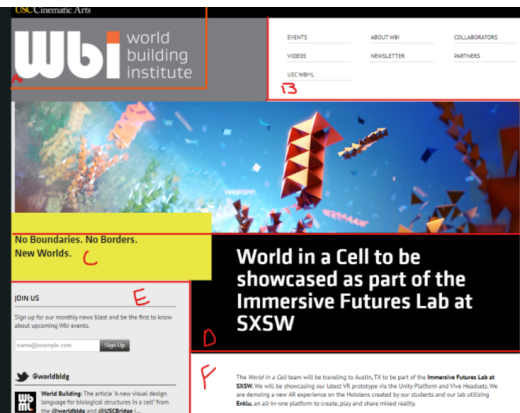 USC Cinematic Arts
wbi world
building
institute
EVENTS ABOUT WBI COLLABORATORS
VIDEOS NEWSLETTER PARTNERS
USC WBML
A
B
No Boundaries. No Borders.
New Worlds.
C
World in a Cell to be
showcased as part of the
Immersive Futures Lab at
SXSW
D
E
JOIN US
Sign up for our monthly news blast and be the first to know
about upcoming Wbi events.
name@example.com Sign Up
@worldbldg
wb
ml
World Building: The article 'A new visual design
language for biological structures in a cell' from
the @worldbldg and @USCBridge i...
F
The World in a Cell team will be traveling to Austin, TX to be part of the Immersive Futures Lab at
SXSW. We will be showcasing our latest VR prototype via the Unity Platform and Vive Headsets. We
are demoing a new AR experience on the Hololens created by our students and our lab utilizing
Enklu, an all-in-one platform to create, play and share mixed reality.